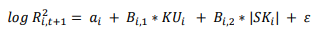 log R²ᵢ,ₜ₊₁ = aᵢ + Bᵢ,₁ * KUᵢ + Bᵢ,₂ * |SKᵢ| + ε